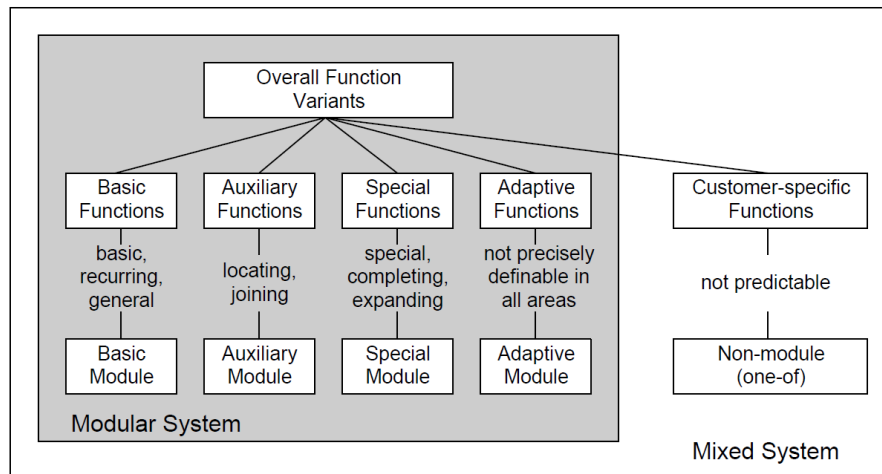 Overall Function
Variants
Basic
Functions
Auxiliary
Functions
Special
Functions
Adaptive
Functions
Customer-specific
Functions
basic,
recurring,
general
locating,
joining
special,
completing,
expanding
not precisely
definable in
all areas
not predictable
Basic
Module
Auxiliary
Module
Special
Module
Adaptive
Module
Non-module
(one-of)
Modular System
Mixed System